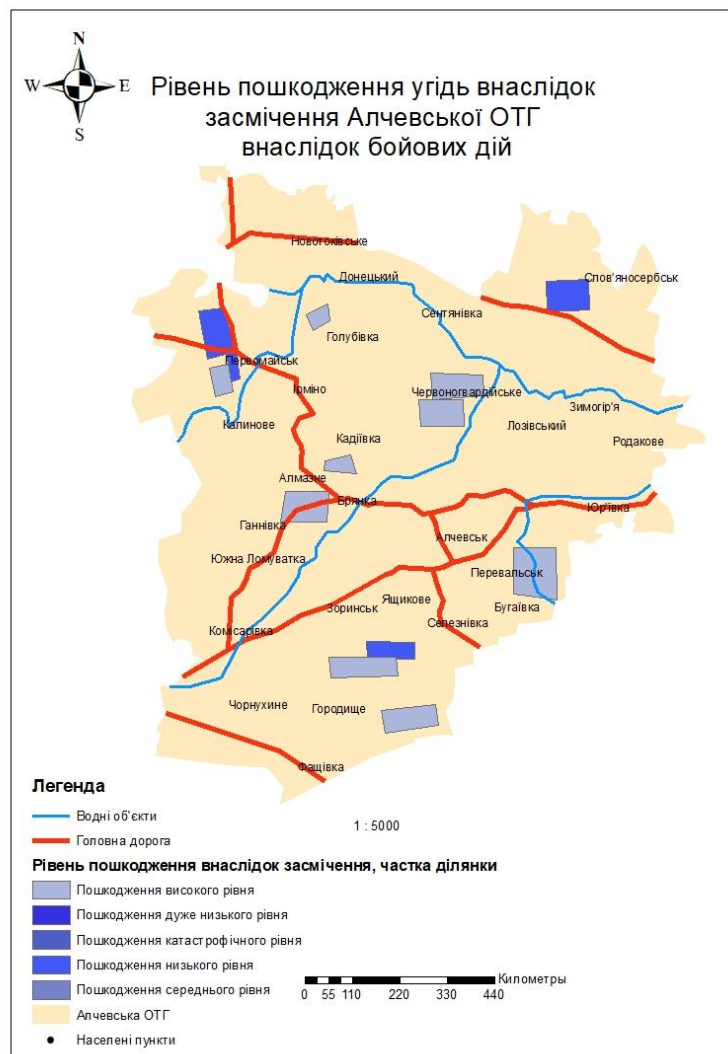 N
W E
S
Рівень пошкодження угідь внаслідок
засмічення Алчевської ОТГ
внаслідок бойових дій
Новотоківське
Донецький
Слов'яносербськ
Сентянівка
Голубівка
Первомайськ
Ірміно
Червоногвардійське
Зимогір'я
Калинове
Лозівський
Кадіївка
Родакове
Алмазне
Брянка
Юр'ївка
Ганнівка
Алчевськ
Южна Ломуватка
Перевальськ
Ящикове
Зоринськ
Бугаївка
Селезнівка
Комісарівка
Чорнухине
Городище
Фащівка
Легенда
Водні об'єкти
1 : 5000
Головна дорога
Рівень пошкодження внаслідок засмічення, частка ділянки
Пошкодження високого рівня
Пошкодження дуже низького рівня
Пошкодження катастрофічного рівня
Пошкодження низького рівня
Пошкодження середнього рівня
Километры
0 55 110 220 330 440
Алчевська ОТГ
Населені пункти